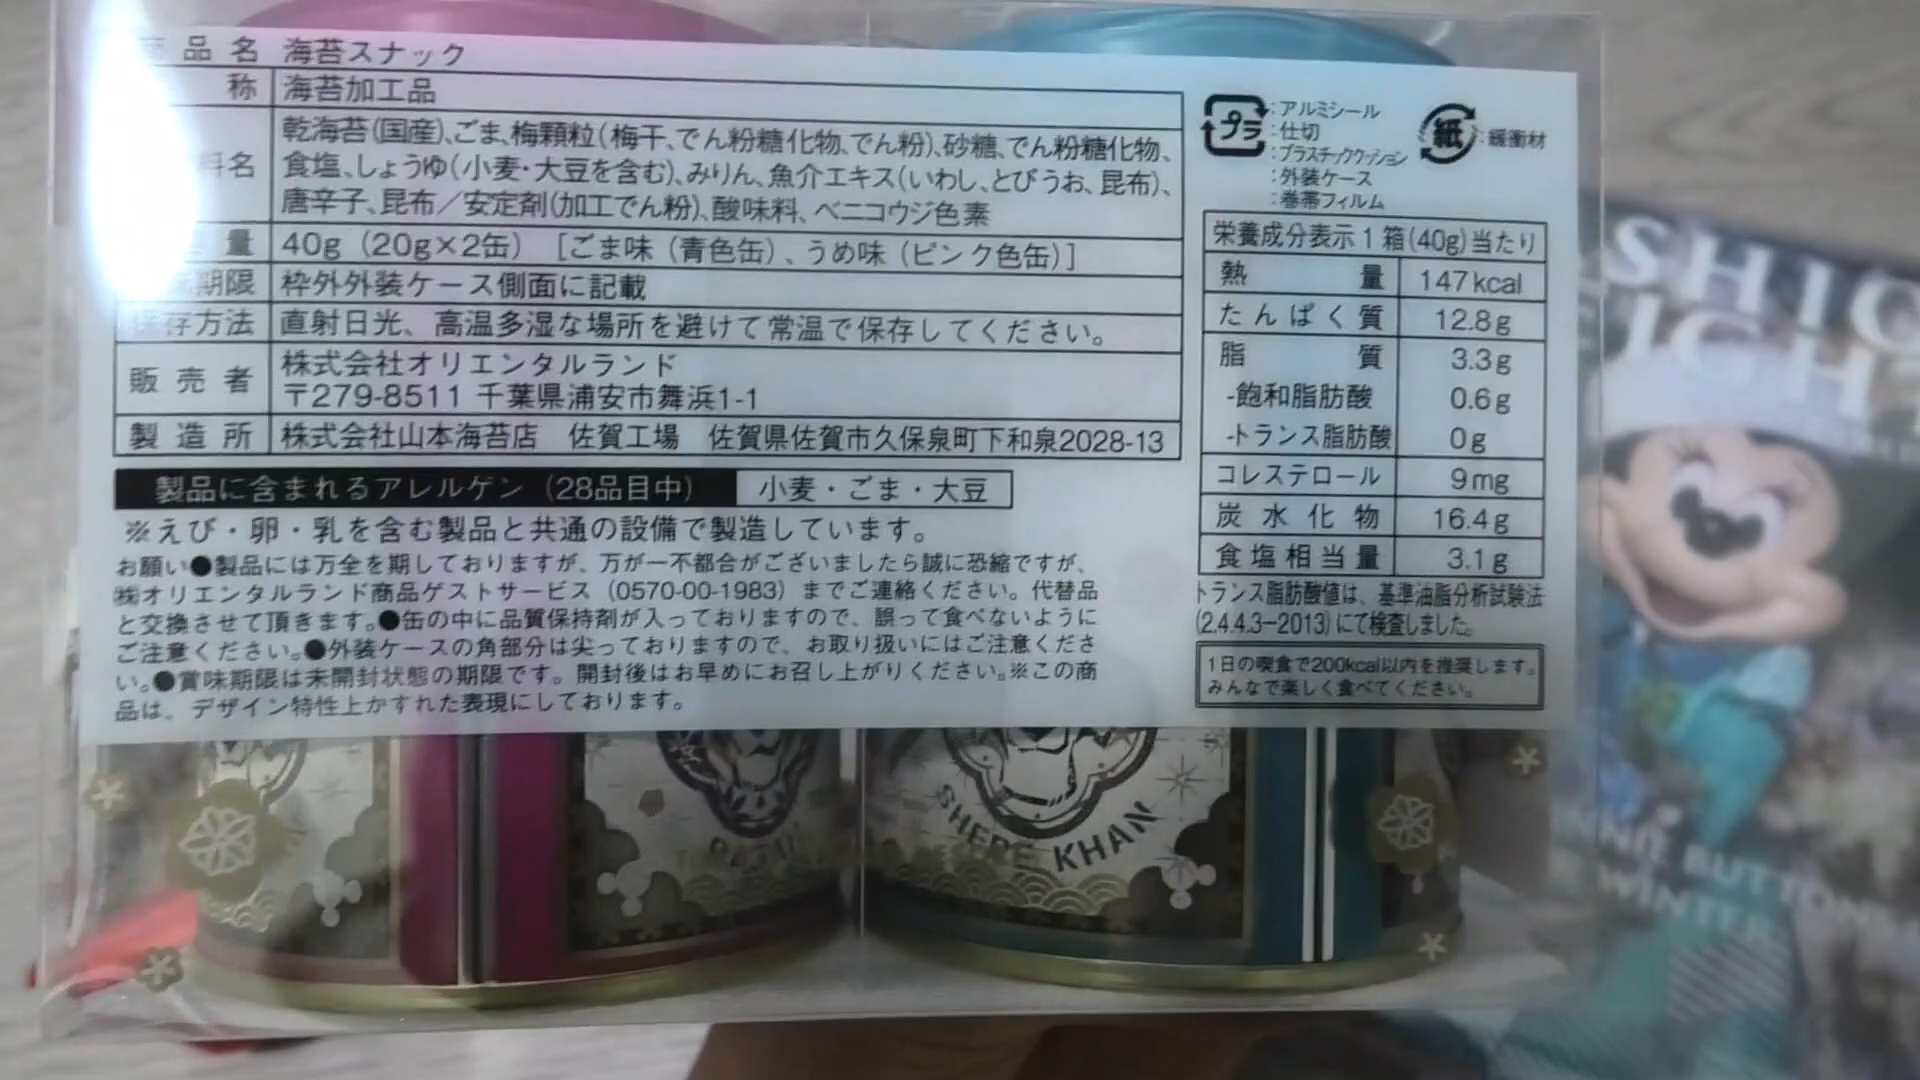 品名 海苔スナック
称 海苔加工品
料名 乾海苔(国産)、ごま、梅顆粒(梅干、でん粉糖化物、でん粉)、砂糖、でん粉糖化物、
食塩、しょうゆ(小麦・大豆を含む)、みりん、魚介エキス(いわし、とびうお、昆布)、
唐辛子、昆布／安定剤(加工でん粉)、酸味料、ベニコウジ色素
量 40g（20g×2缶）［ごま味（青色缶）、うめ味（ピンク色缶）］
期限 枠外外装ケース側面に記載
保存方法 直射日光、高温多湿な場所を避けて常温で保存してください。
販売者 株式会社オリエンタルランド
〒279-8511 千葉県浦安市舞浜1-1
製造所 株式会社山本海苔店 佐賀工場 佐賀県佐賀市久保泉町下和泉2028-13
製品に含まれるアレルゲン（28品目中） 小麦・ごま・大豆
※えび・卵・乳を含む製品と共通の設備で製造しています。
お願い●製品には万全を期しておりますが、万が一不都合がございましたら誠に恐縮ですが、
㈱オリエンタルランド商品ゲストサービス（0570-00-1983）までご連絡ください。代替品
と交換させて頂きます。●缶の中に品質保持剤が入っておりますので、誤って食べないように
ご注意ください。●外装ケースの角部分は尖っておりますので、お取り扱いにはご注意くださ
い。●賞味期限は未開封状態の期限です。開封後はお早めにお召し上がりください。※この商
品は、デザイン特性上かすれた表現にしております。
プラ :アルミシール
:仕切
:プラスチッククッション
:外装ケース
:巻帯フィルム
紙 :緩衝材
栄養成分表示1箱(40g)当たり
熱量 147kcal
たんぱく質 12.8g
脂質 3.3g
-飽和脂肪酸 0.6g
-トランス脂肪酸 0g
コレステロール 9mg
炭水化物 16.4g
食塩相当量 3.1g
トランス脂肪酸値は、基準油脂分析試験法
(2.4.4.3-2013)にて検査しました。
1日の喫食で200kcal以内を推奨します。
みんなで楽しく食べてください。
SHERE KHAN
BUTTON
WINTER